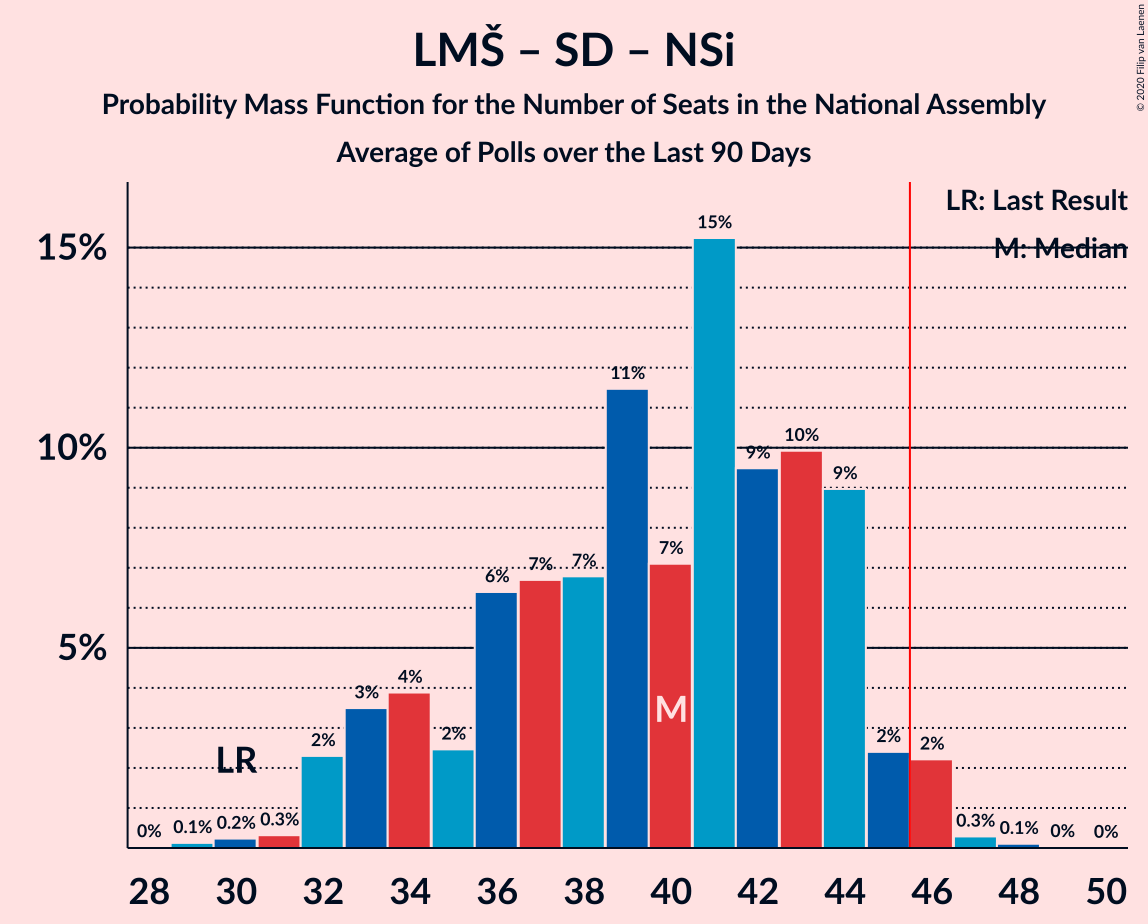 LMŠ – SD – NSi
Probability Mass Function for the Number of Seats in the National Assembly
Average of Polls over the Last 90 Days
© 2020 Filip van Laenen
LR: Last Result
M: Median
15%
10%
5%
0% 0.1% 0.2% 0.3% 2% 3% 4% 2% 6% 7% 7% 11% 7% 15% 9% 10% 9% 2% 2% 0.3% 0.1% 0% 0%
LR
M
28 30 32 34 36 38 40 42 44 46 48 50